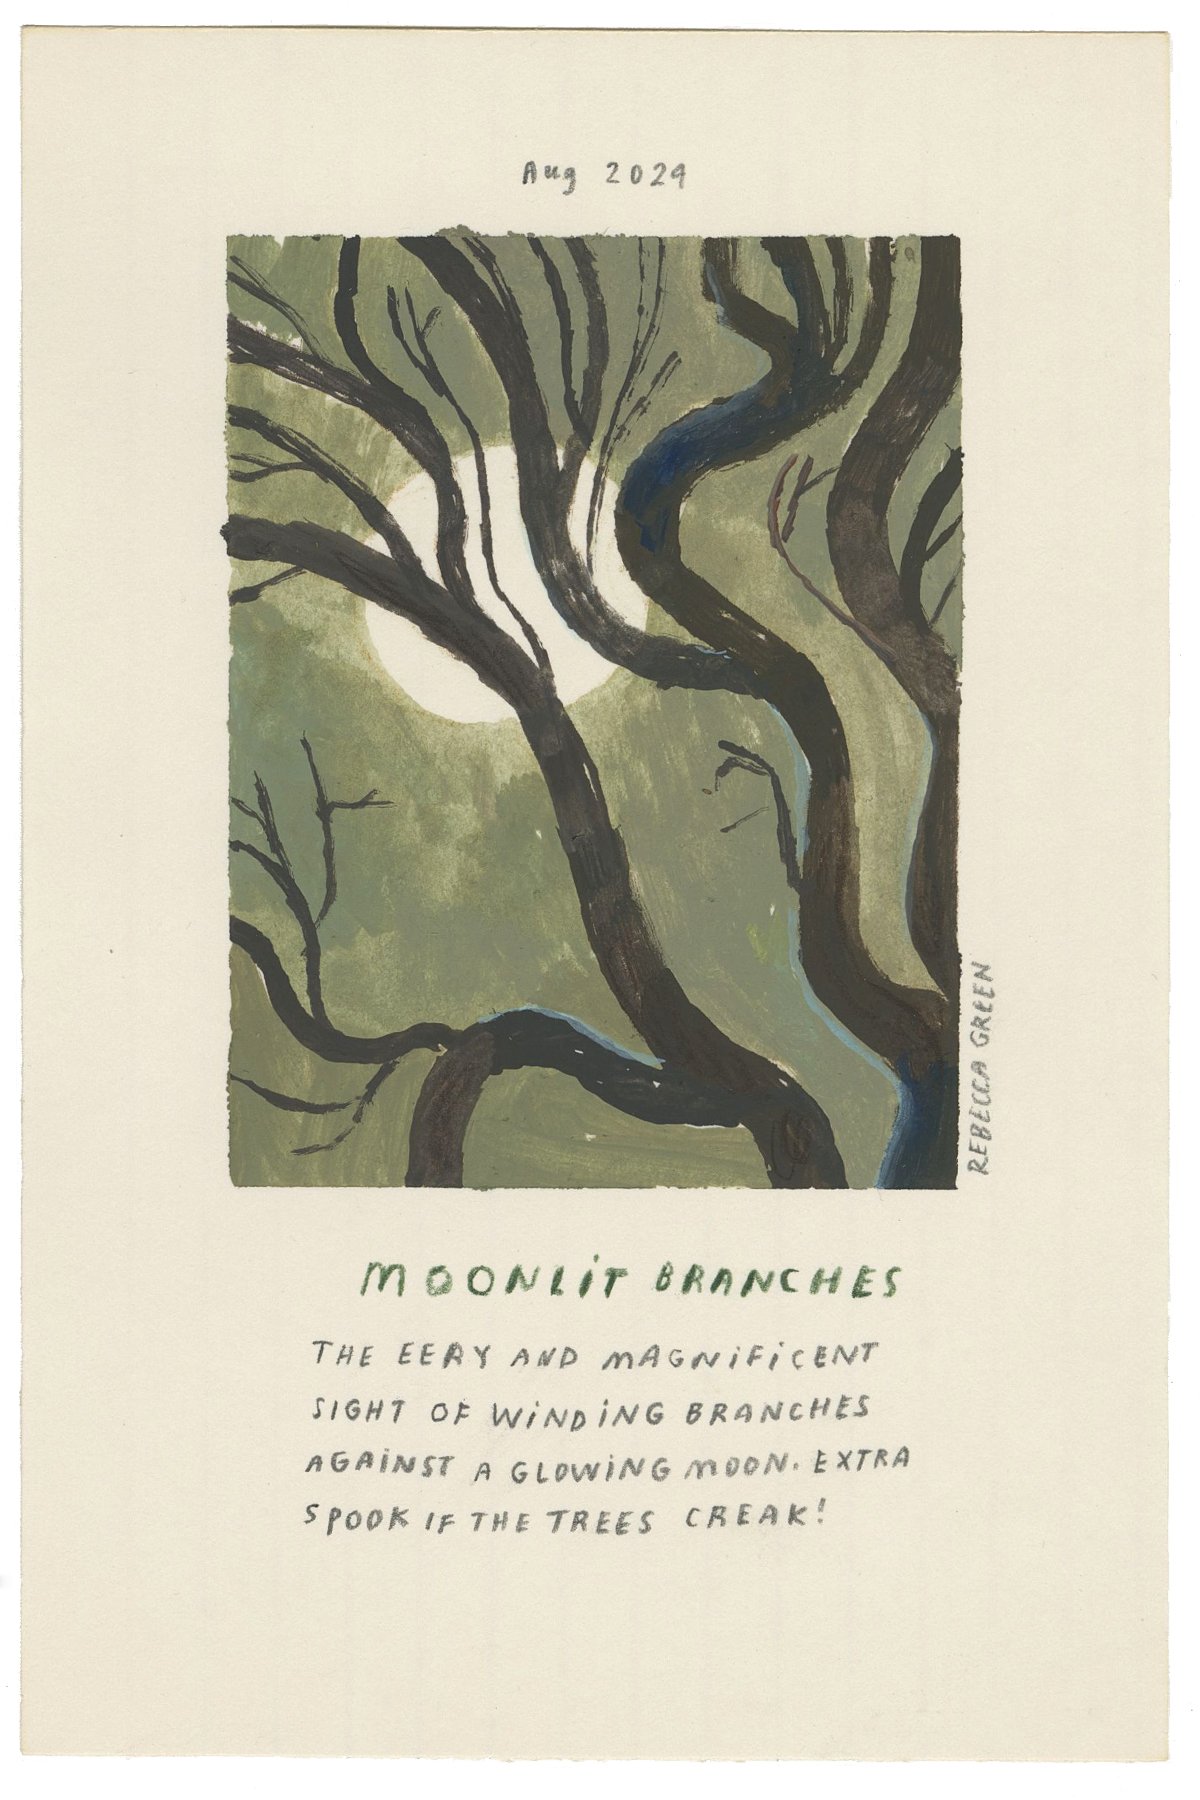 Aug 2024
REBECCA GREEN
MOONLiT BRANCHES
THE EERY AND MAGNiFiCENT
SIGHT OF WiNDiNG BRANCHES
AGAiNST A GLOWiNG MOON. EXTRA
SPOOK IF THE TREES CREAK!